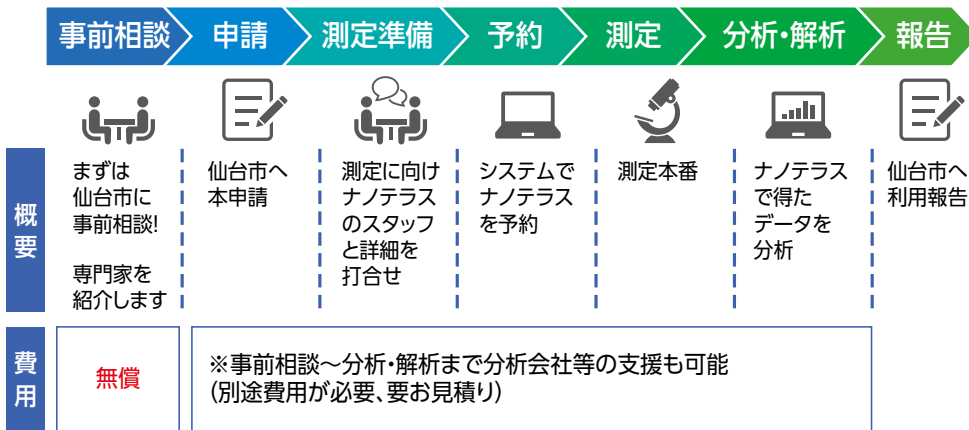 事前相談
申請
測定準備
予約
測定
分析・解析
報告
概要
まずは
仙台市に
事前相談!
専門家を
紹介します
仙台市へ
本申請
測定に向け
ナノテラス
のスタッフ
と詳細を
打合せ
システムで
ナノテラス
を予約
測定本番
ナノテラス
で得た
データを
分析
仙台市へ
利用報告
費用
無償
※事前相談～分析・解析まで分析会社等の支援も可能
(別途費用が必要、要お見積り)